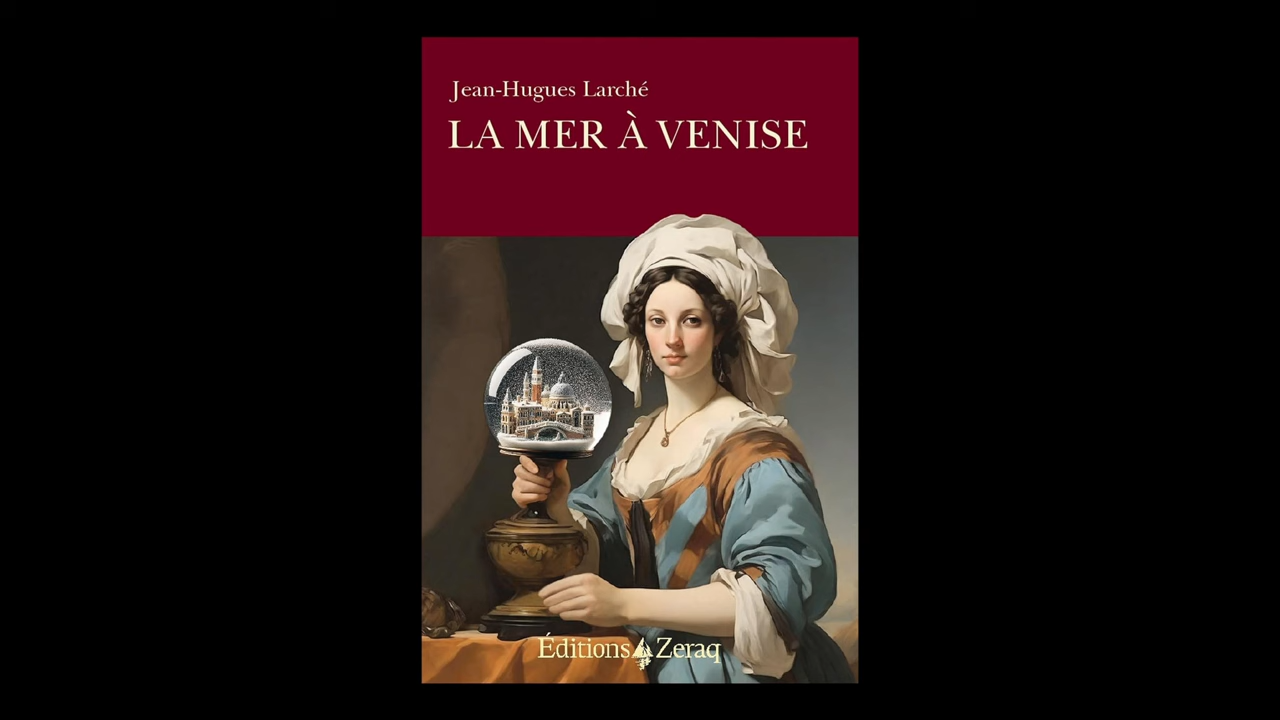 Jean-Hugues Larché
LA MER À VENISE
Éditions Zeraq